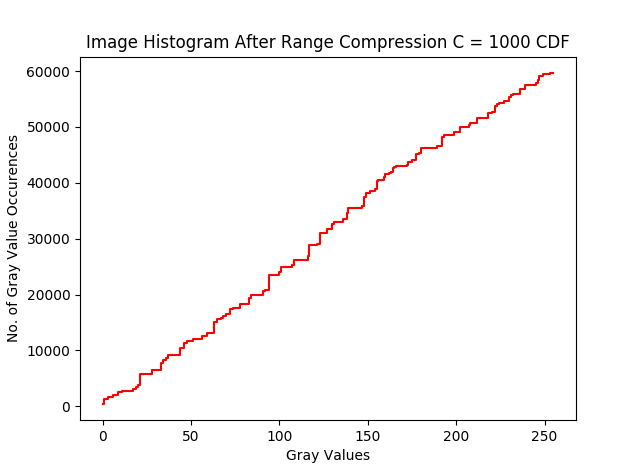 Image Histogram After Range Compression C = 1000 CDF
60000
50000
40000
30000
20000
10000
0
No. of Gray Value Occurences
0 50 100 150 200 250
Gray Values